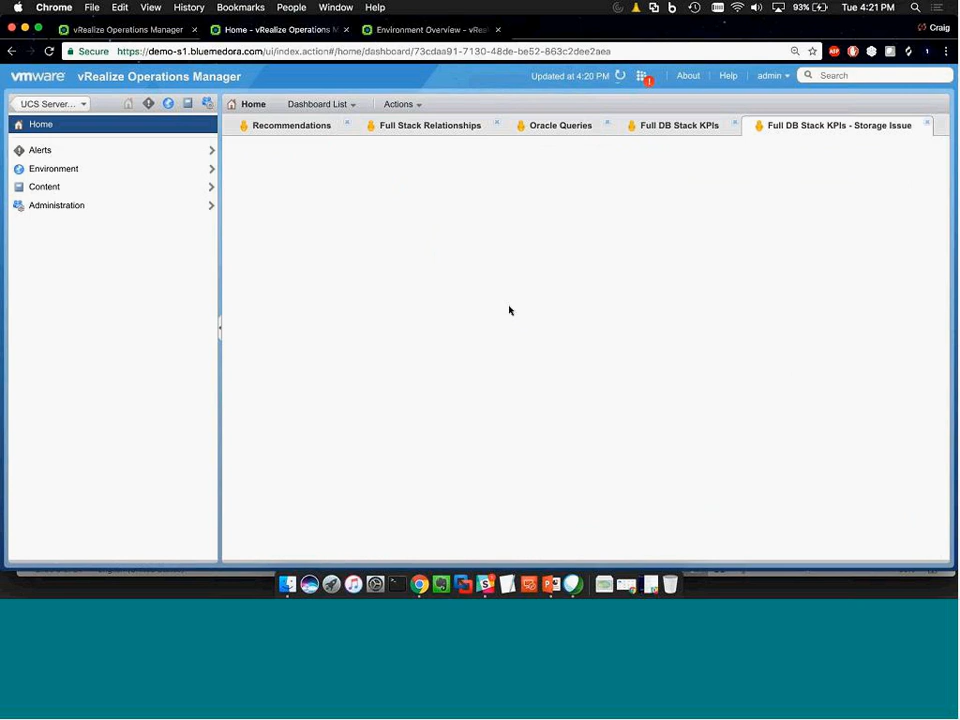 Chrome File Edit View History Bookmarks People Window Help 93% Tue 4:21 PM
vRealize Operations Manager Home - vRealize Operations M Environment Overview - vRea Craig
Secure https://demo-s1.bluemedora.com/ui/index.action#/home/dashboard/73cdaa91-7130-48de-be52-863c2dee2aea
vmware vRealize Operations Manager Updated at 4:20 PM About Help admin Search
UCS Server... Home Dashboard List Actions
Home
Recommendations Full Stack Relationships Oracle Queries Full DB Stack KPIs Full DB Stack KPIs - Storage Issue
Alerts
Environment
Content
Administration